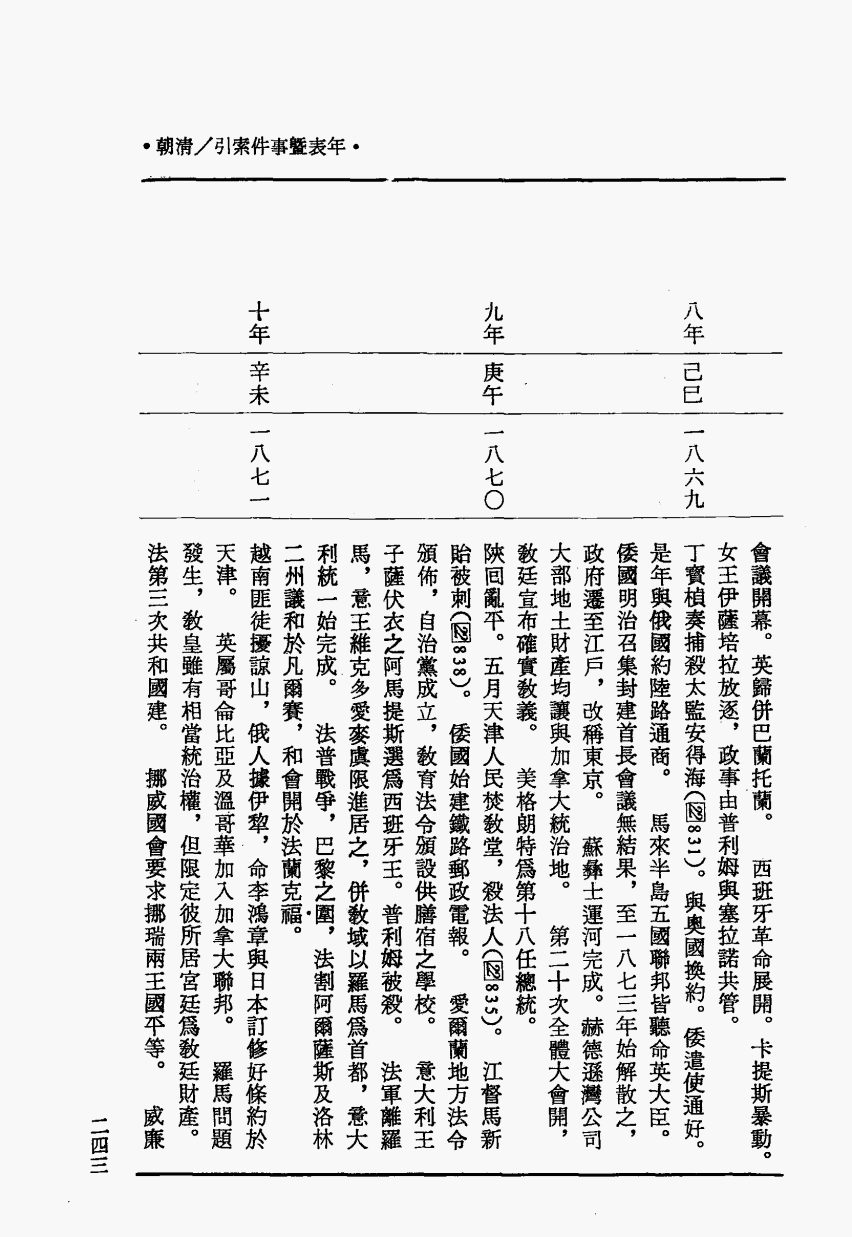 ·年表曁事件索引／清朝·
會議開幕。 英歸併巴蘭托蘭。 西班牙革命展開。卡提斯暴動。
女王伊薩培拉放逐，政事由普利姆與塞拉諾共管。
八年 己巳 一八六九
丁寶楨奏捕殺太監安得海(図831)。與奧國換約。倭遣使通好。
是年與俄國約陸路通商。 馬來半島五國聯邦皆聽命英大臣。
倭國明治召集封建首長會議無結果，至一八七三年始解散之，
政府遷至江戶，改稱東京。 蘇彝士運河完成。赫德遜灣公司
大部地土財產均讓與加拿大統治地。 第二十次全體大會開，
敎廷宣布確實敎義。 美格朗特爲第十八任總統。
九年 庚午 一八七〇
陝回亂平。五月天津人民焚敎堂，殺法人(図835)。 江督馬新
貽被刺(図838)。 倭國始建鐵路郵政電報。 愛爾蘭地方法令
頒佈，自治黨成立，敎育法令頒設供膳宿之學校。 意大利王
子薩伏衣之阿馬提斯選爲西班牙王。普利姆被殺。 法軍離羅
馬，意王維克多愛麥虞限進居之，併敎域以羅馬爲首都，意大
利統一始完成。 法普戰爭，巴黎之圍，法割阿爾薩斯及洛林
二州議和於凡爾賽，和會開於法蘭克福。
十年 辛未 一八七一
越南匪徒擾諒山，俄人據伊犂，命李鴻章與日本訂修好條約於
天津。 英屬哥侖比亞及溫哥華加入加拿大聯邦。 羅馬問題
發生，敎皇雖有相當統治權，但限定彼所居宮廷爲敎廷財產。
法第三次共和國建。 挪威國會要求挪瑞兩王國平等。 威廉
二四三